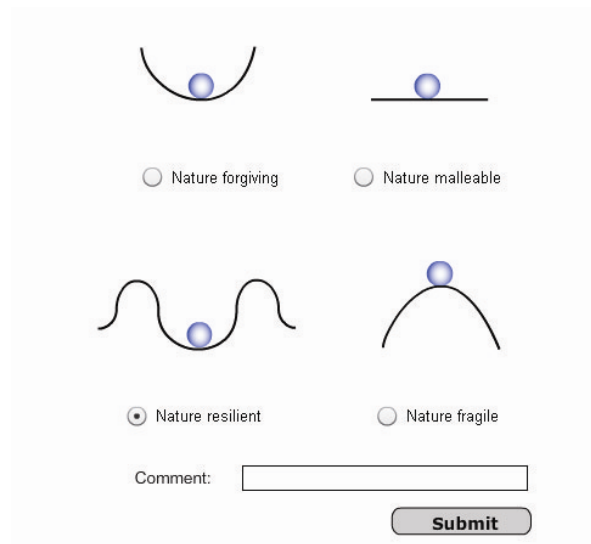 Nature forgiving
Nature malleable
Nature resilient
Nature fragile
Comment:
Submit